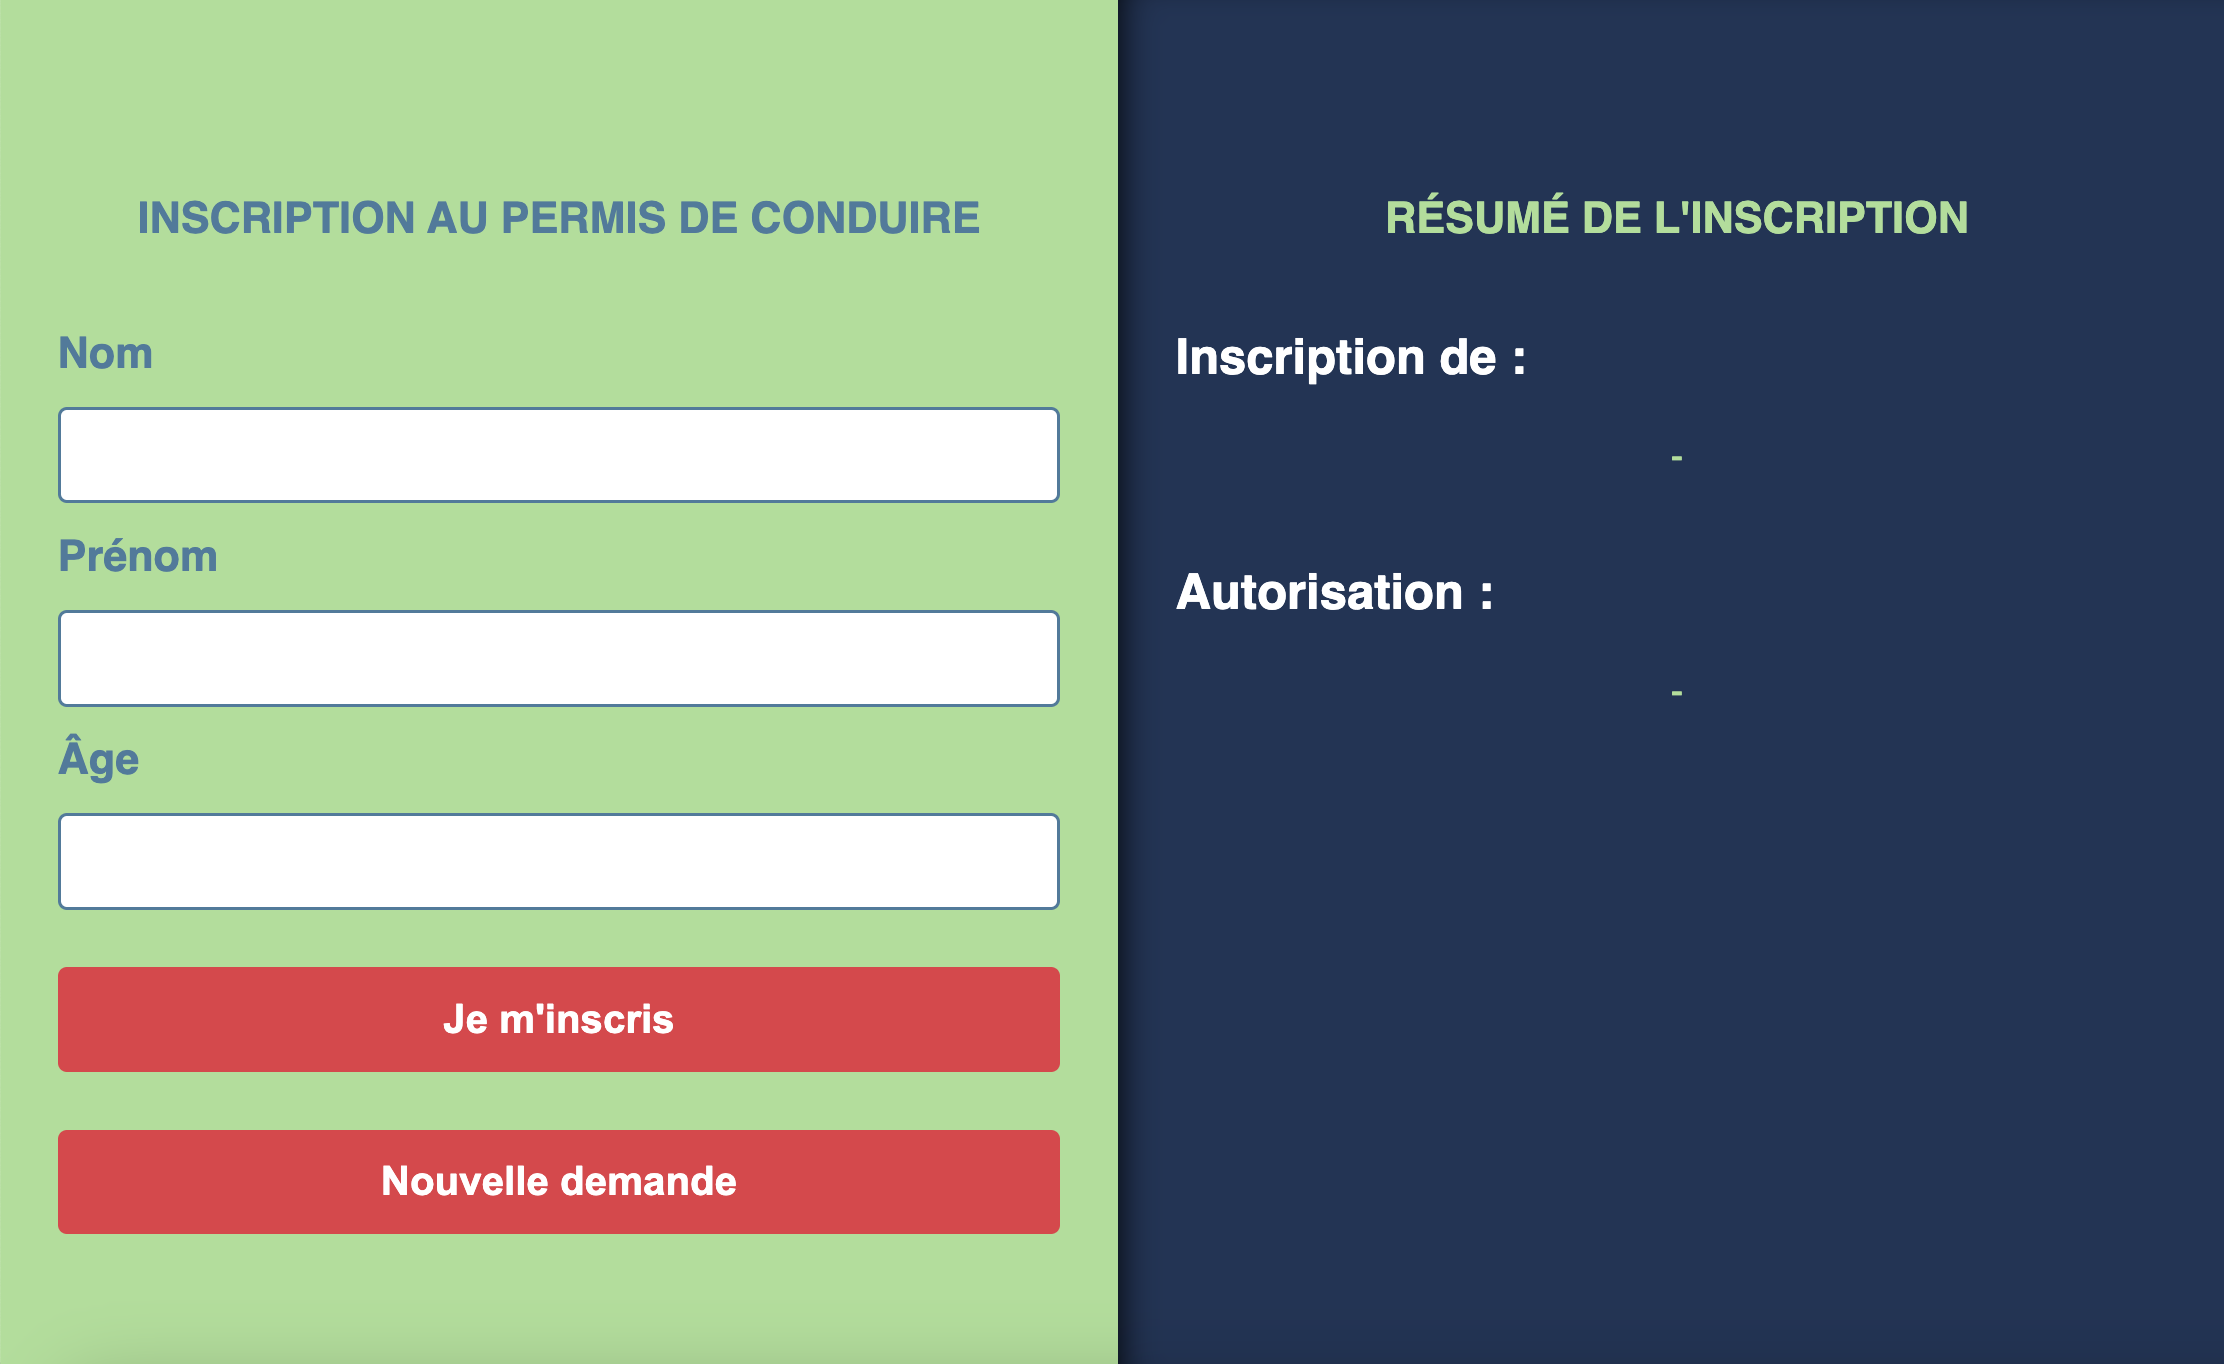 INSCRIPTION AU PERMIS DE CONDUIRE
Nom
Prénom
Âge
Je m'inscris
Nouvelle demande
RÉSUMÉ DE L'INSCRIPTION
Inscription de :
-
Autorisation :
-